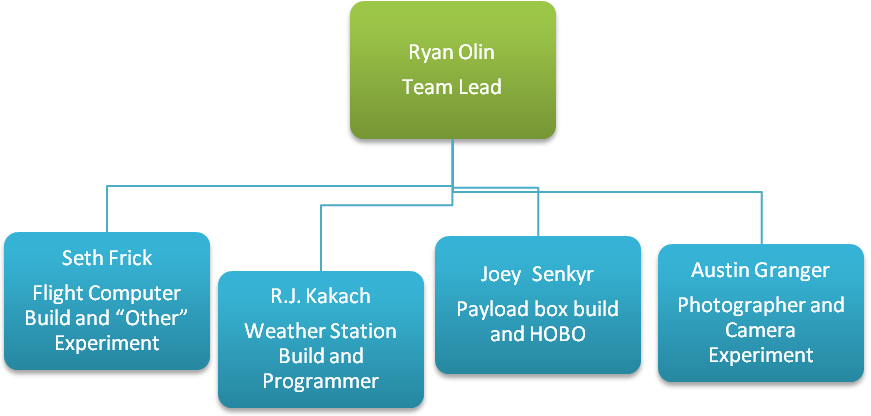 Ryan Olin
Team Lead
Seth Frick
Flight Computer
Build and “Other”
Experiment
R.J. Kakach
Weather Station
Build and
Programmer
Joey  Senkyr
Payload box build
and HOBO
Austin Granger
Photographer and
Camera
Experiment